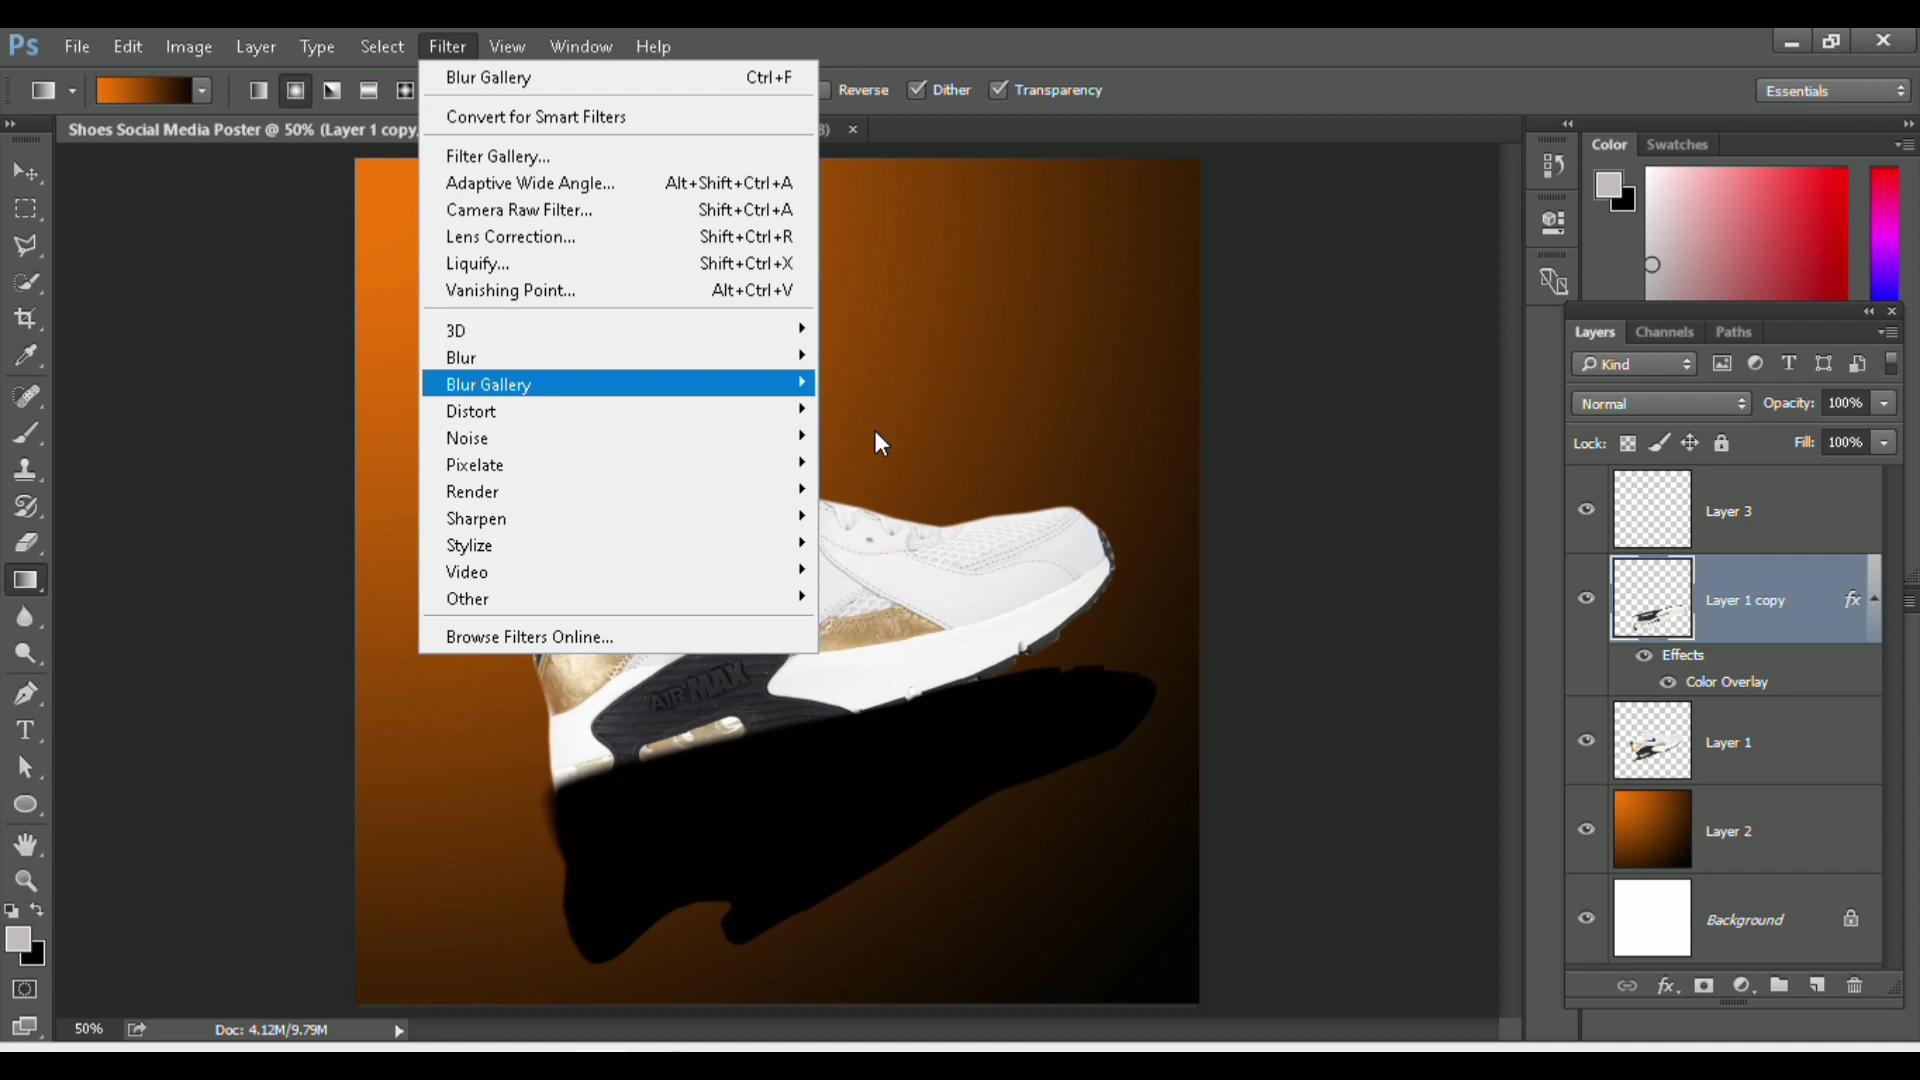 Ps File Edit Image Layer Type Select Filter View Window Help
Reverse Dither Transparency Essentials
Shoes Social Media Poster @ 50% (Layer 1 copy,
Blur Gallery Ctrl+F
Convert for Smart Filters
Filter Gallery...
Adaptive Wide Angle... Alt+Shift+Ctrl+A
Camera Raw Filter... Shift+Ctrl+A
Lens Correction... Shift+Ctrl+R
Liquify... Shift+Ctrl+X
Vanishing Point... Alt+Ctrl+V
3D
Blur
Blur Gallery
Distort
Noise
Pixelate
Render
Sharpen
Stylize
Video
Other
Browse Filters Online...
AIR MAX
Color Swatches
Layers Channels Paths
Kind
Normal Opacity: 100%
Lock: Fill: 100%
Layer 3
Layer 1 copy fx
Effects
Color Overlay
Layer 1
Layer 2
Background
fx
50% Doc: 4.12M/9.79M